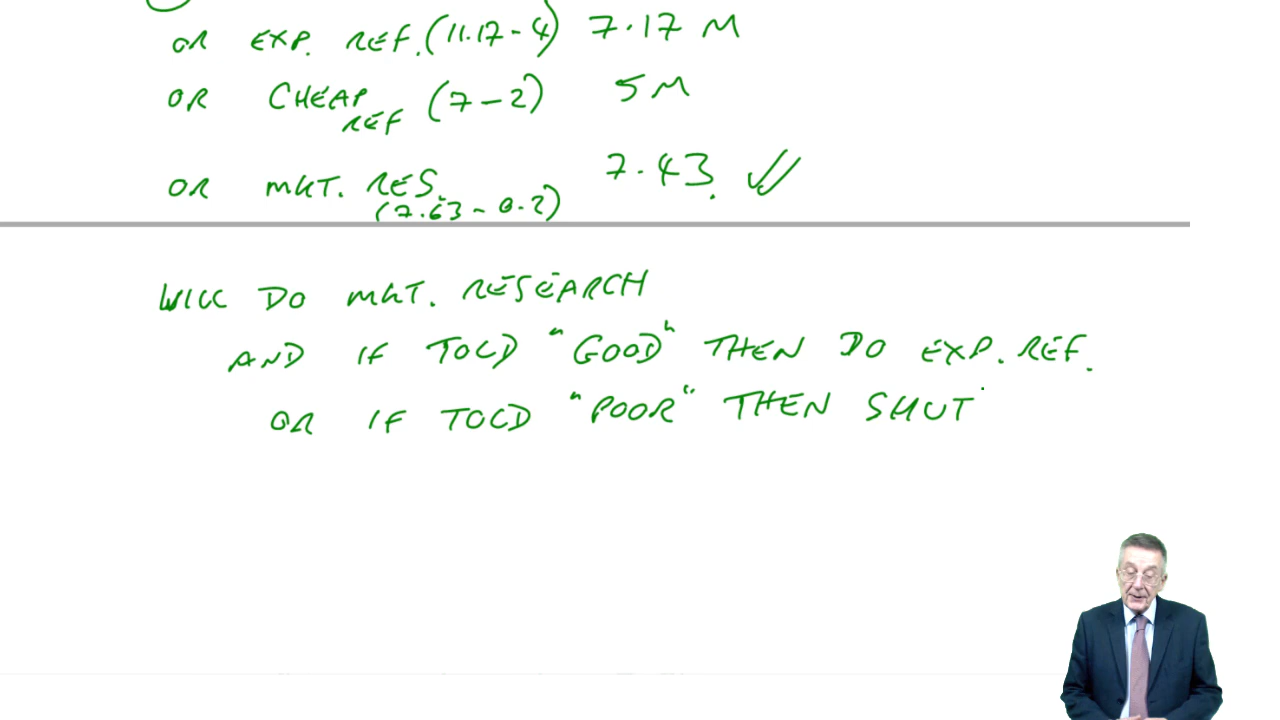 OR EXP. REF. (11.17-4) 7.17 M
OR CHEAP REF (7-2) 5M
OR MKT. RES. (7.63 - 0.2) 7.43
WILL DO MKT. RESEARCH
AND IF TOLD "GOOD" THEN DO EXP. REF.
OR IF TOLD "POOR" THEN SHUT